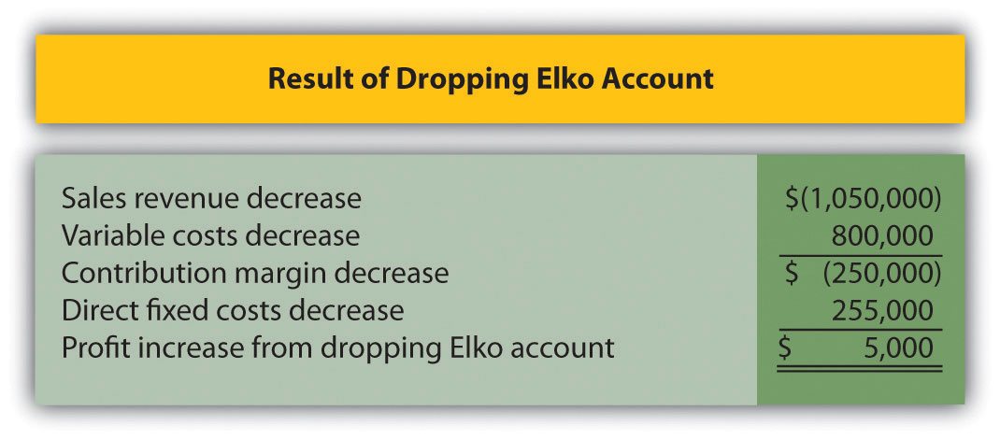 Result of Dropping Elko Account
Sales revenue decrease $(1,050,000)
Variable costs decrease 800,000
Contribution margin decrease $ (250,000)
Direct fixed costs decrease 255,000
Profit increase from dropping Elko account $ 5,000